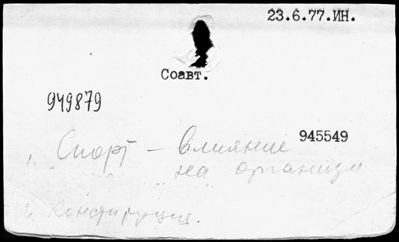 23.6.77.ИН.
Соавт.
949879
945549
1. Спорт – влияние
на организм
2. Конституция.